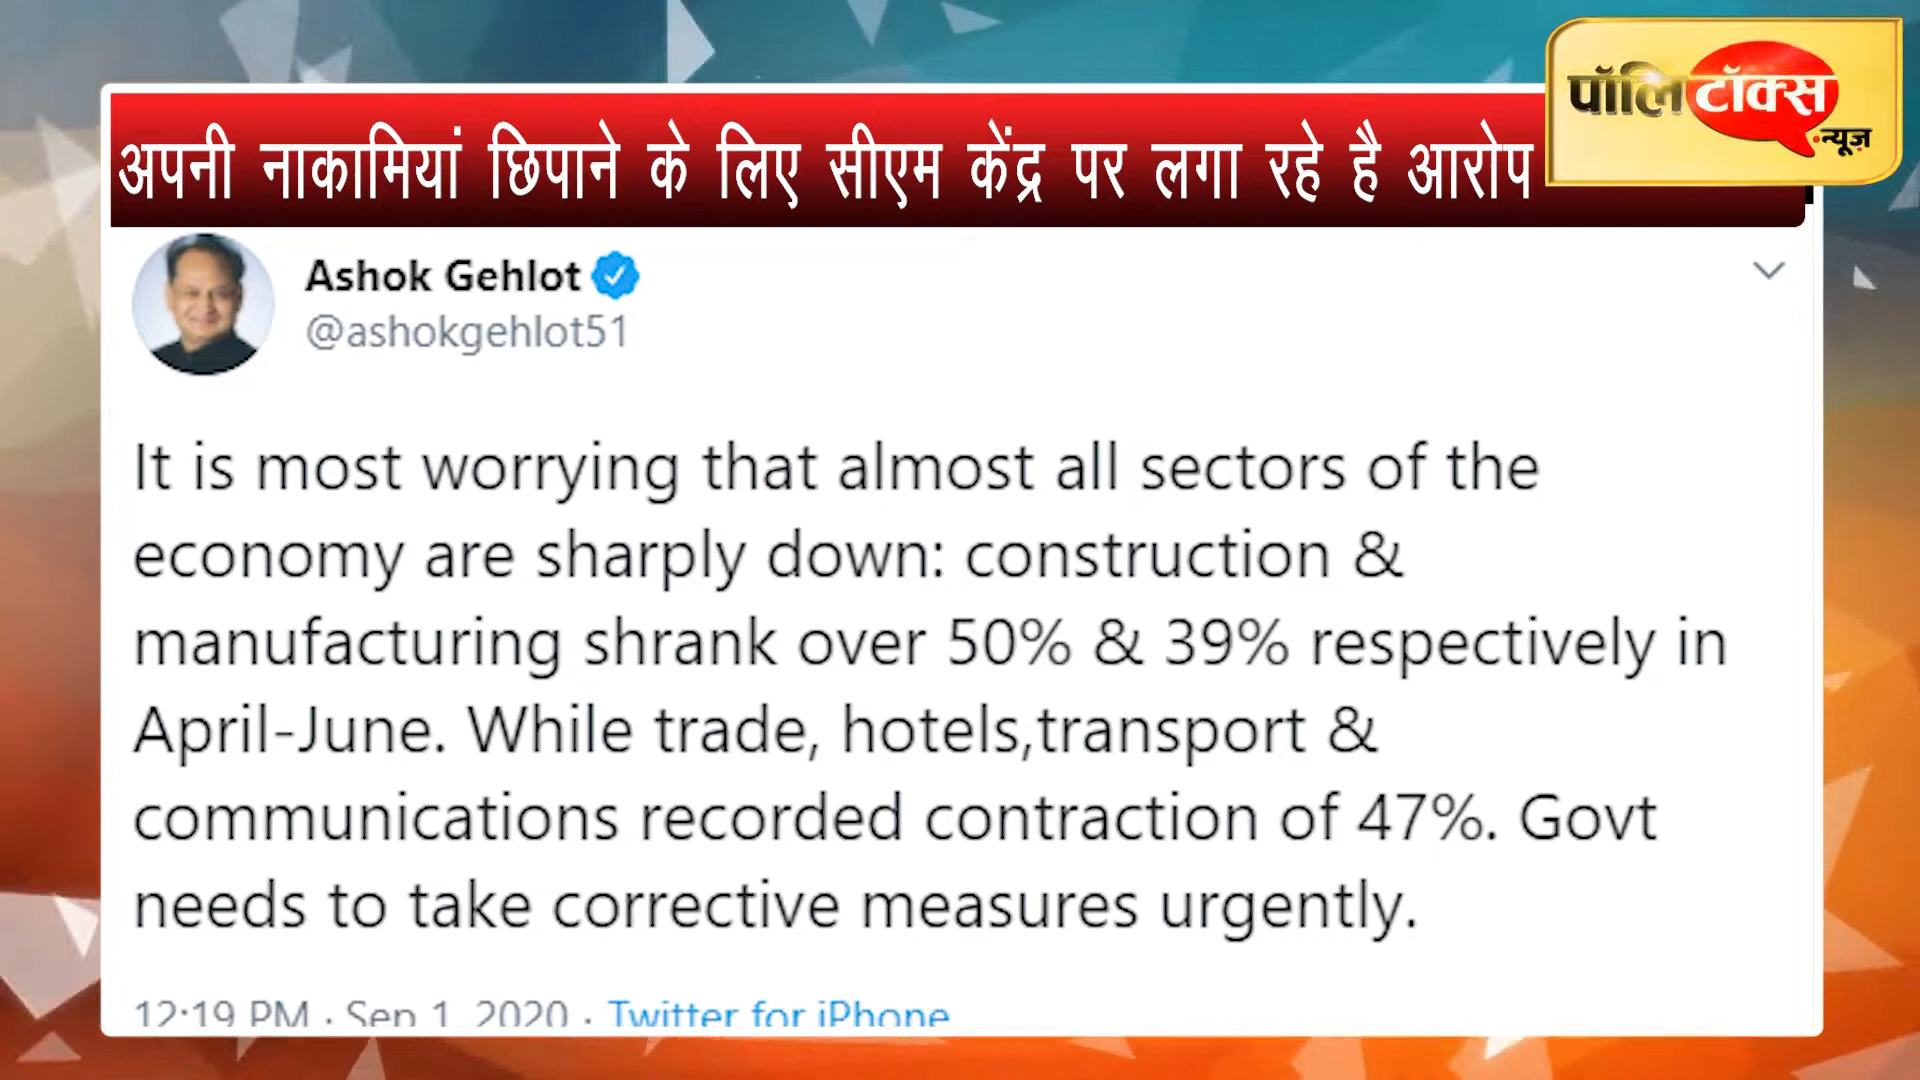 पॉलिटॉक्स
न्यूज़
अपनी नाकामियां छिपाने के लिए सीएम केंद्र पर लगा रहे है आरोप
Ashok Gehlot
@ashokgehlot51
It is most worrying that almost all sectors of the
economy are sharply down: construction &
manufacturing shrank over 50% & 39% respectively in
April-June. While trade, hotels,transport &
communications recorded contraction of 47%. Govt
needs to take corrective measures urgently.
12:19 PM · Sep 1, 2020 · Twitter for iPhone